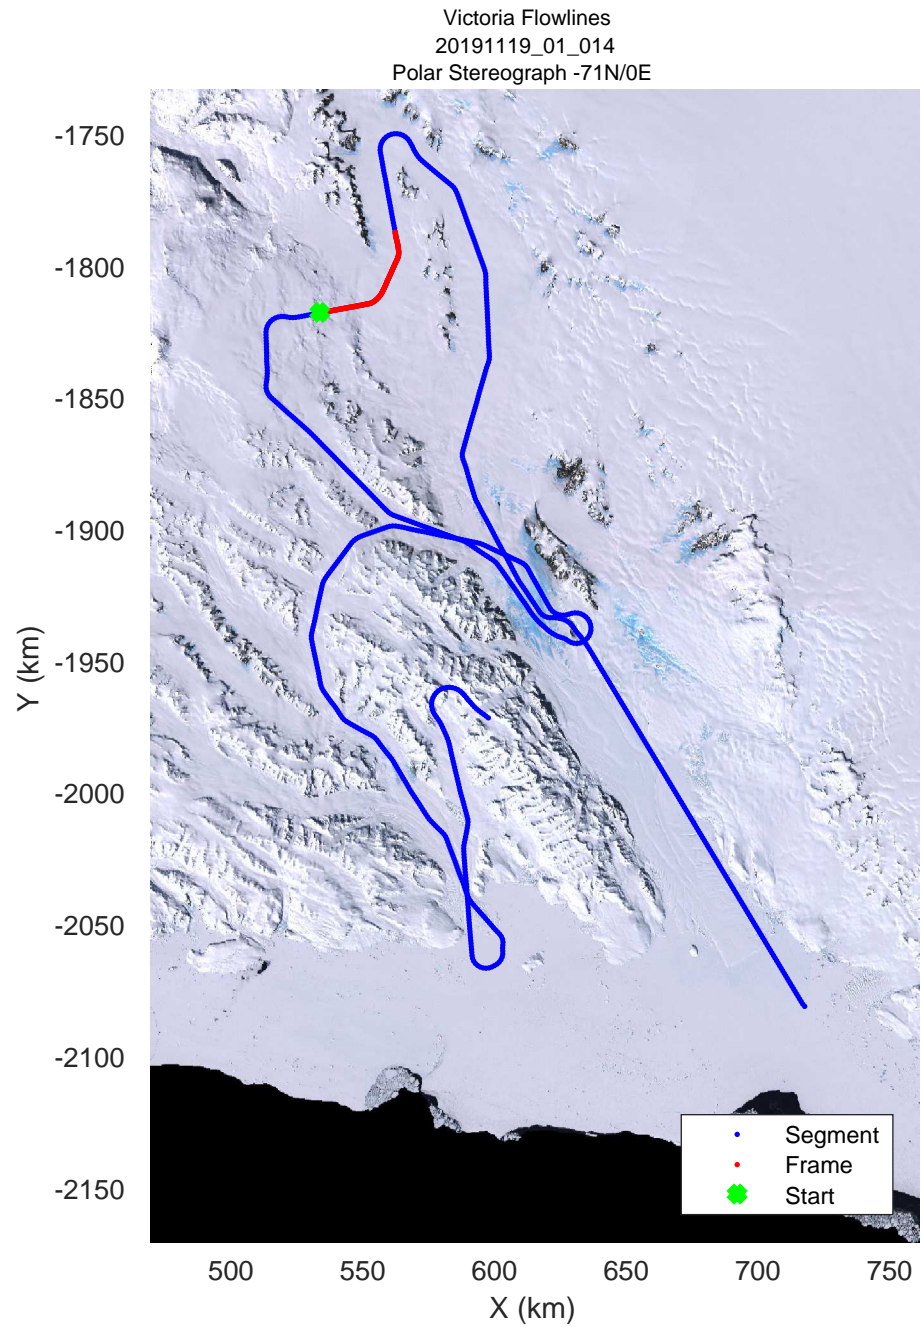 Victoria Flowlines
20191119_01_014
Polar Stereograph -71N/0E
-1750
-1800
-1850
-1900
-1950
-2000
-2050
-2100
-2150
Y (km)
Segment
Frame
Start
500 550 600 650 700 750
X (km)